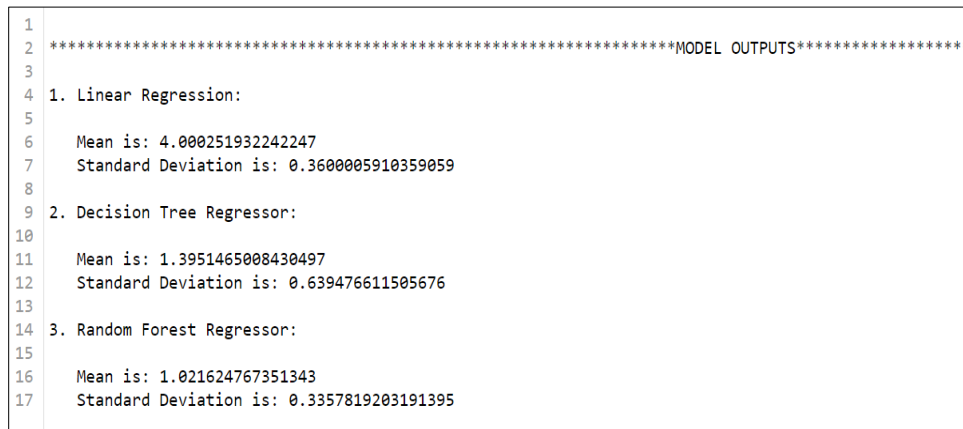 1
2 ********************************************************************MODEL OUTPUTS******************
3
4 1. Linear Regression:
5
6 Mean is: 4.000251932242247
7 Standard Deviation is: 0.3600005910359059
8
9 2. Decision Tree Regressor:
10
11 Mean is: 1.3951465008430497
12 Standard Deviation is: 0.639476611505676
13
14 3. Random Forest Regressor:
15
16 Mean is: 1.021624767351343
17 Standard Deviation is: 0.3357819203191395